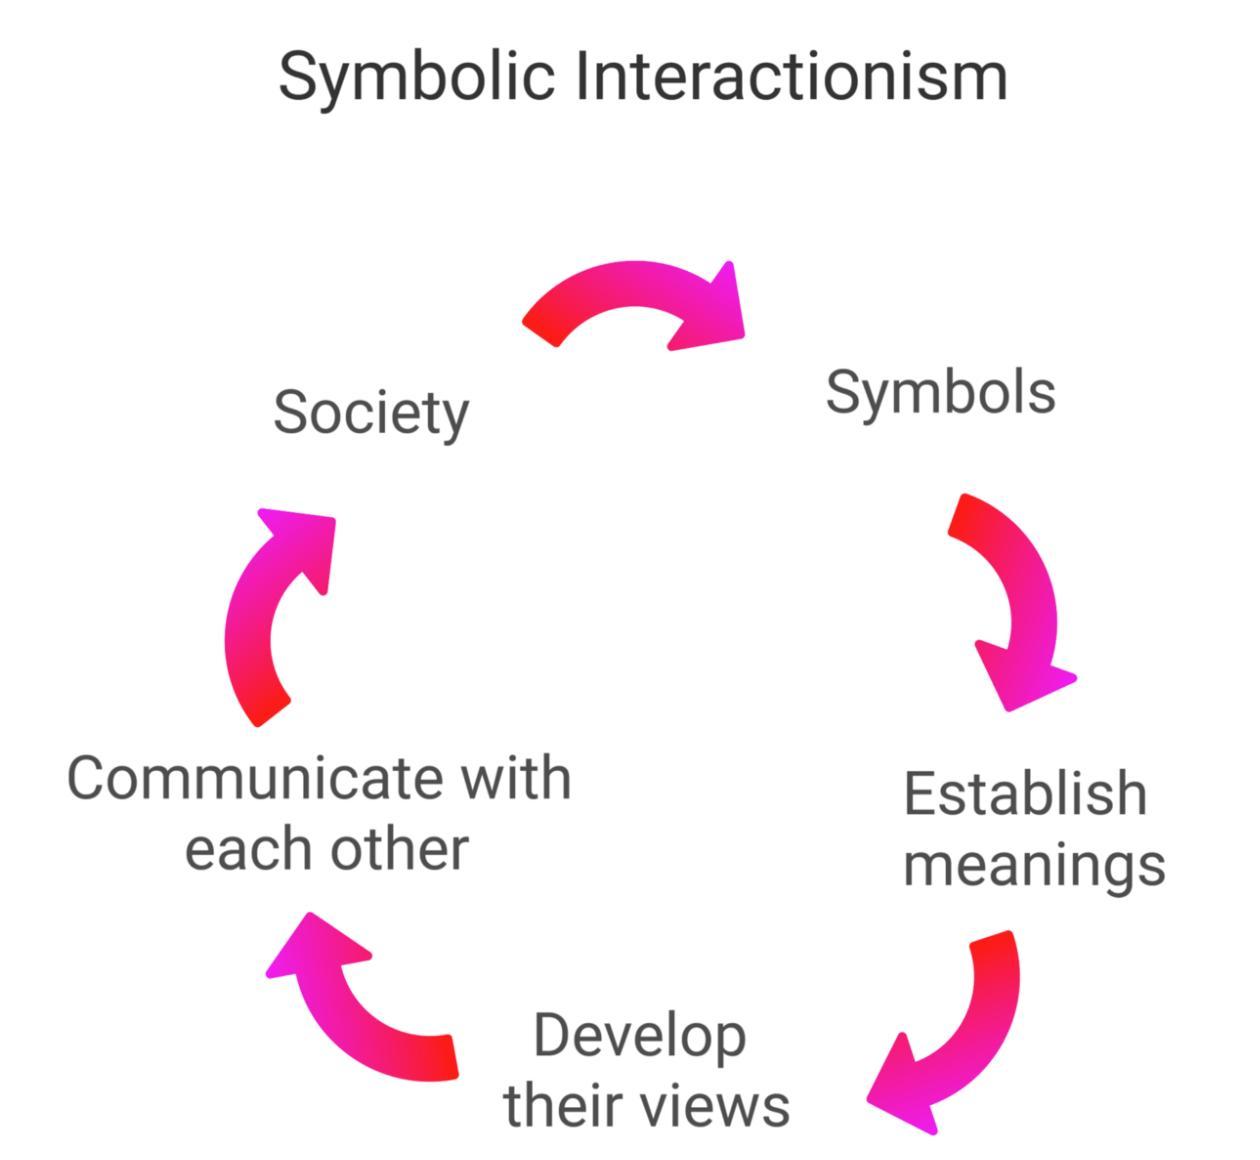 Symbolic Interactionism
Society
Symbols
Establish
meanings
Develop
their views
Communicate with
each other